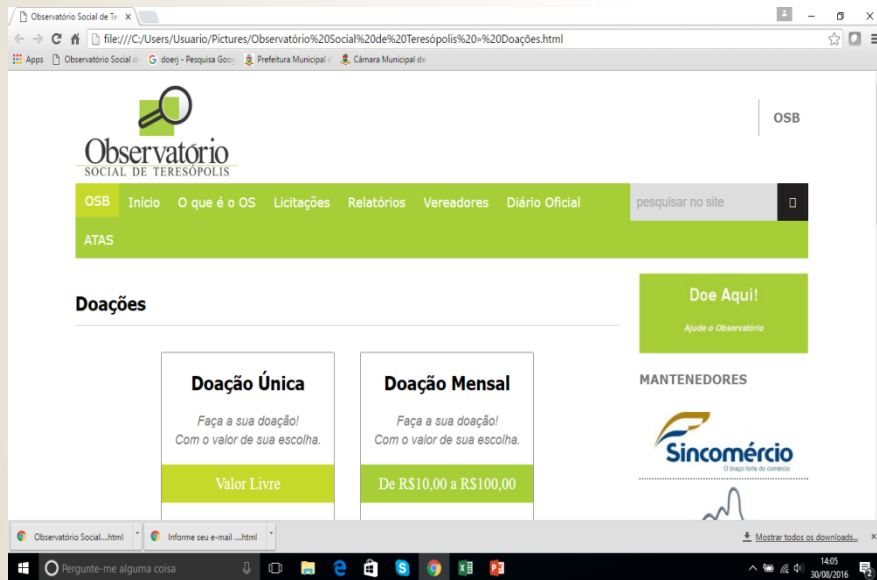 Observatório Social de Te
file:///C:/Users/Usuario/Pictures/Observatório%20Social%20de%20Teresópolis%20»%20Doações.html
Apps Observatório Social d G doerj - Pesquisa Goo Prefeitura Municipal d Câmara Municipal de
OSB
Observatório
SOCIAL DE TERESÓPOLIS
OSB Início O que é o OS Licitações Relatórios Vereadores Diário Oficial pesquisar no site
ATAS
Doações
Doe Aqui!
Ajude o Observatório
Doação Única
Faça a sua doação!
Com o valor de sua escolha.
Valor Livre
Doação Mensal
Faça a sua doação!
Com o valor de sua escolha.
De R$10,00 a R$100,00
MANTENEDORES
Sincomércio
O braço forte do comércio
Observatório Social....html Informe seu e-mail ....html Mostrar todos os downloads...
Pergunte-me alguma coisa
14:05
30/08/2016
2